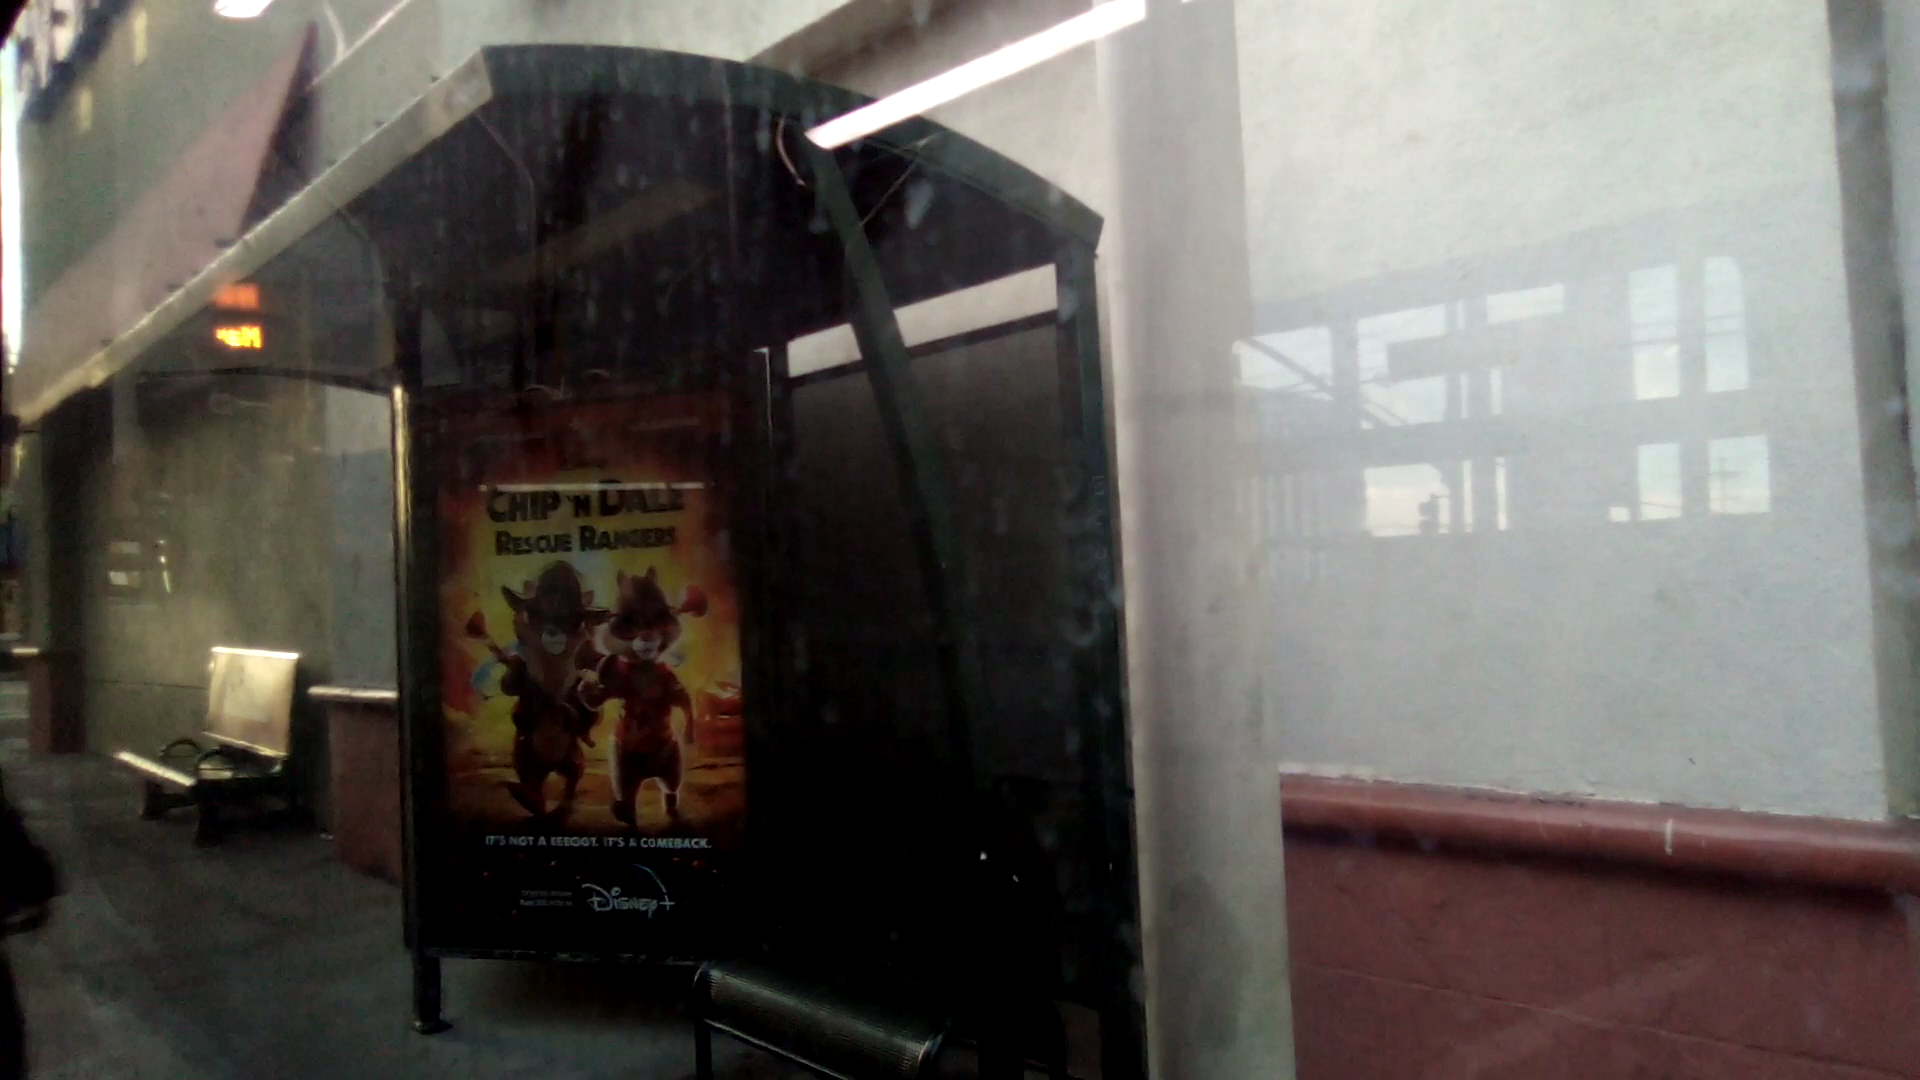 CHIP 'N DALE
RESCUE RANGERS
IT'S NOT A REBOOT. IT'S A COMEBACK.
Disney+